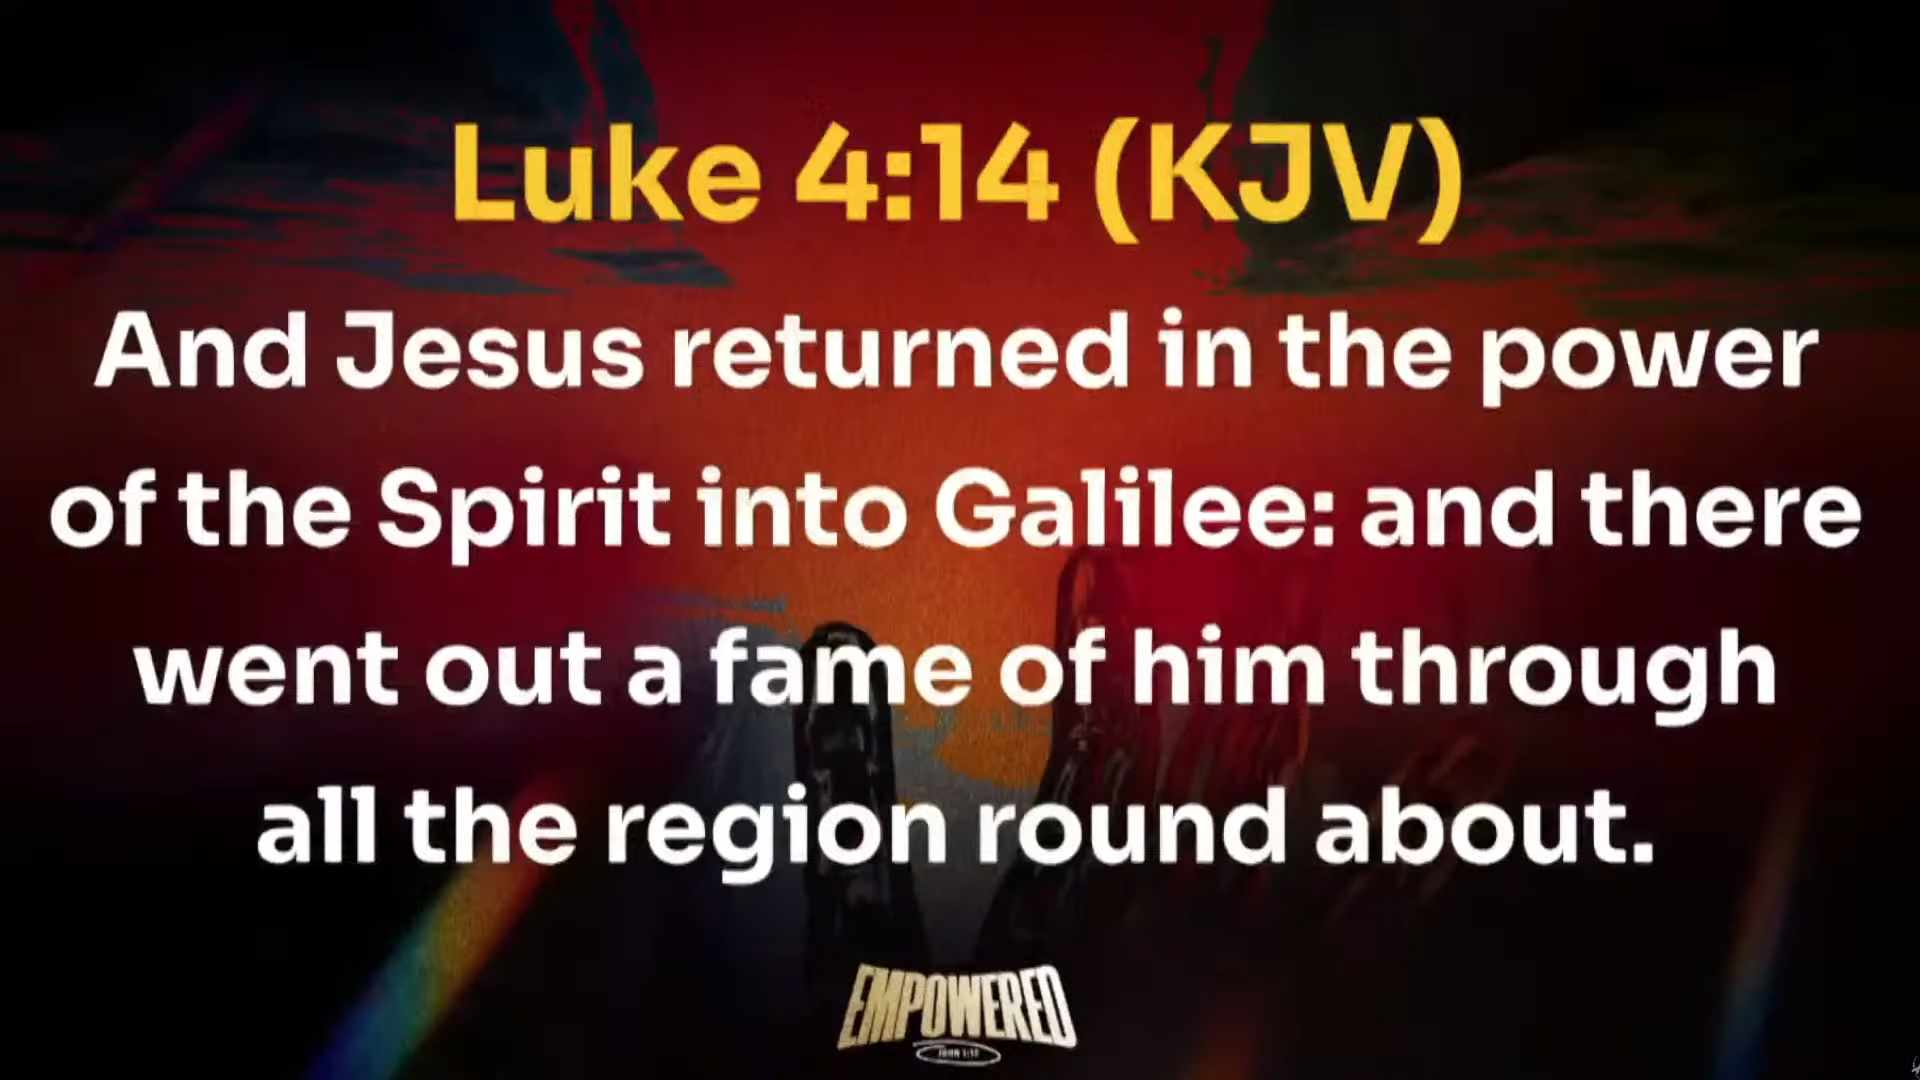 Luke 4:14 (KJV)
And Jesus returned in the power
of the Spirit into Galilee: and there
went out a fame of him through
all the region round about.
EMPOWERED